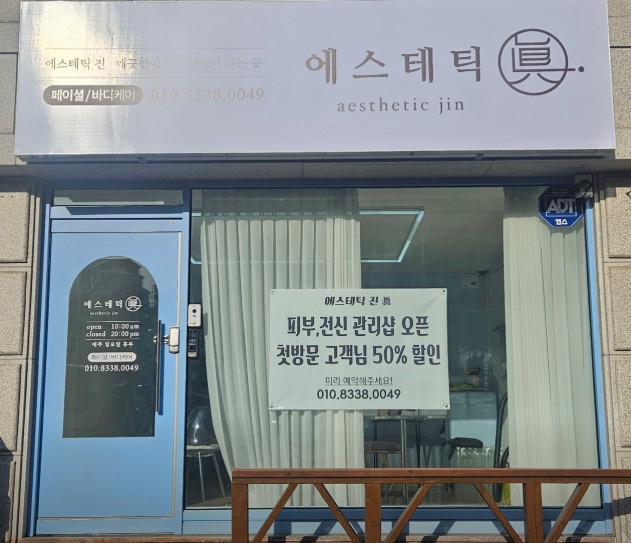 에스테틱 진, 깨끗함이 아름다움이 되는 곳
페이셜/바디케어 010.8338.0049
에스테틱 眞
aesthetic jin
ADT
캡스
에스테틱 眞
aesthetic jin
open 10:00 am
closed 20:00 pm
매주 일요일 휴무
페이셜/바디케어
010.8338.0049
에스테틱 진 眞
피부,전신 관리샵 오픈
첫방문 고객님 50% 할인
미리 예약해주세요!
010.8338.0049